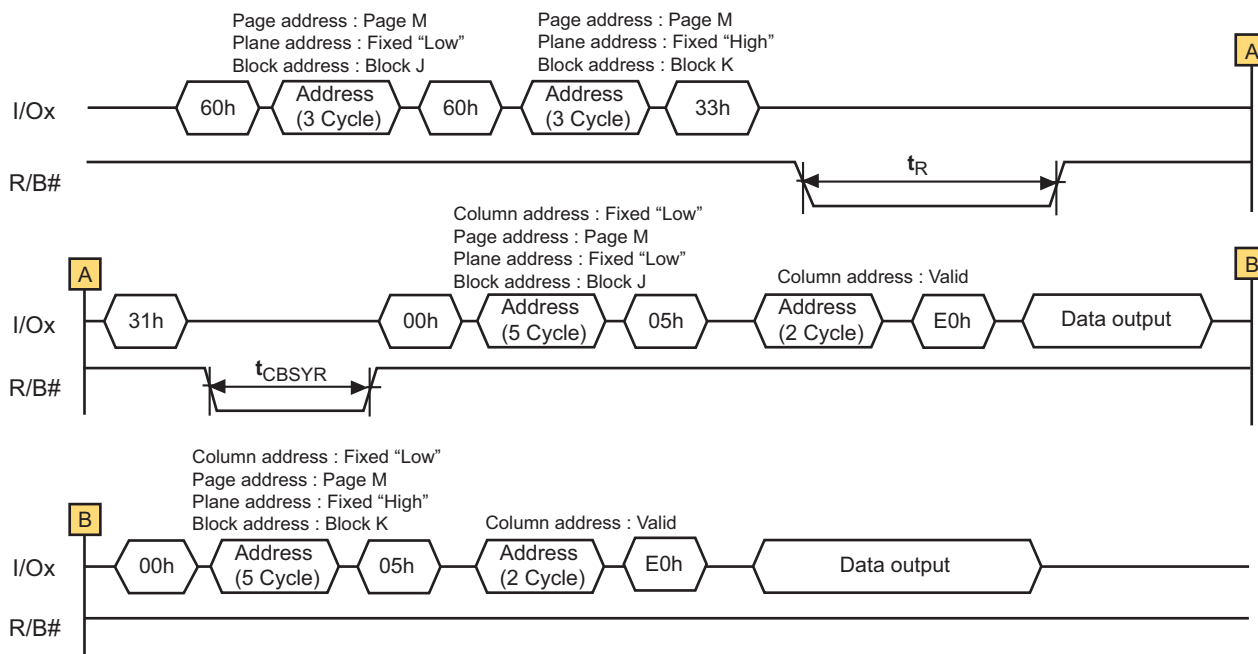 Page address : Page M
Plane address : Fixed “Low”
Block address : Block J
Page address : Page M
Plane address : Fixed “High”
Block address : Block K
A
I/Ox
60h
Address
(3 Cycle)
60h
Address
(3 Cycle)
33h
R/B#
tR
Column address : Fixed “Low”
Page address : Page M
Plane address : Fixed “Low”
Block address : Block J
Column address : Valid
A
B
I/Ox
31h
00h
Address
(5 Cycle)
05h
Address
(2 Cycle)
E0h
Data output
R/B#
tCBSYR
Column address : Fixed “Low”
Page address : Page M
Plane address : Fixed “High”
Block address : Block K
Column address : Valid
B
I/Ox
00h
Address
(5 Cycle)
05h
Address
(2 Cycle)
E0h
Data output
R/B#